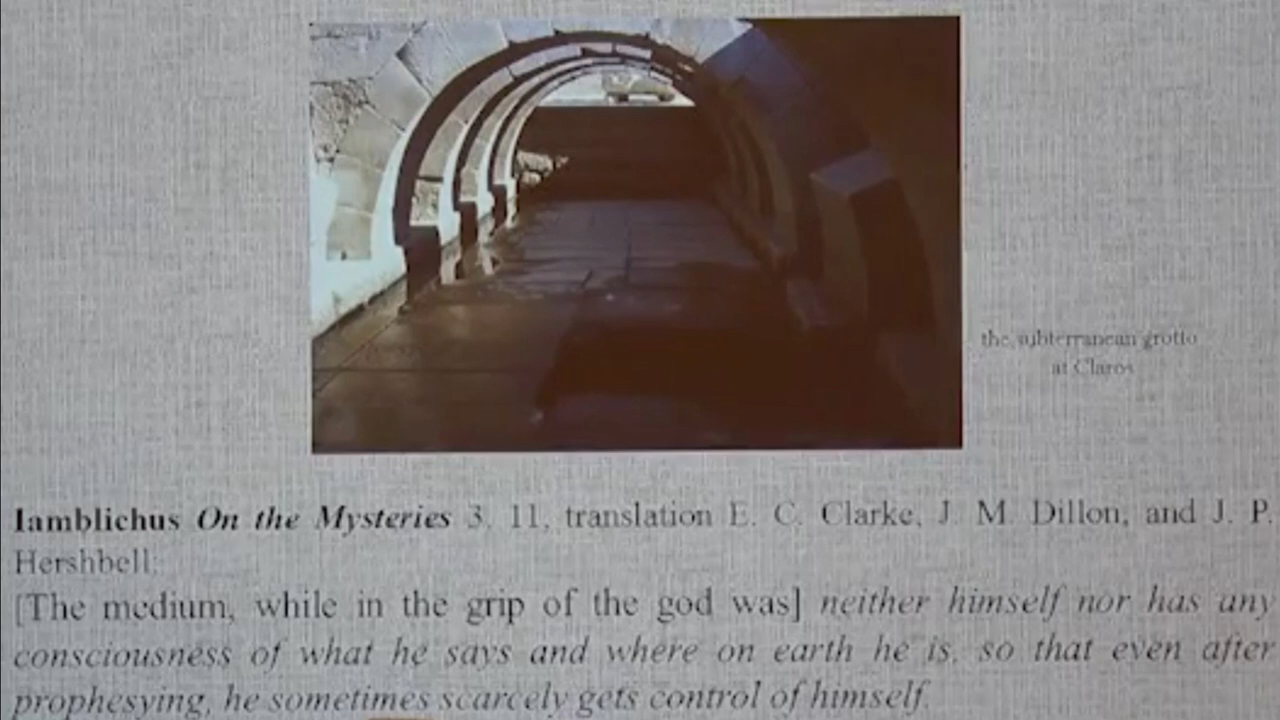 the subterranean grotto
at Claros
Iamblichus On the Mysteries 3. 11, translation E. C. Clarke, J. M. Dillon, and J. P.
Hershbell:
[The medium, while in the grip of the god was] neither himself nor has any
consciousness of what he says and where on earth he is, so that even after
prophesying, he sometimes scarcely gets control of himself.